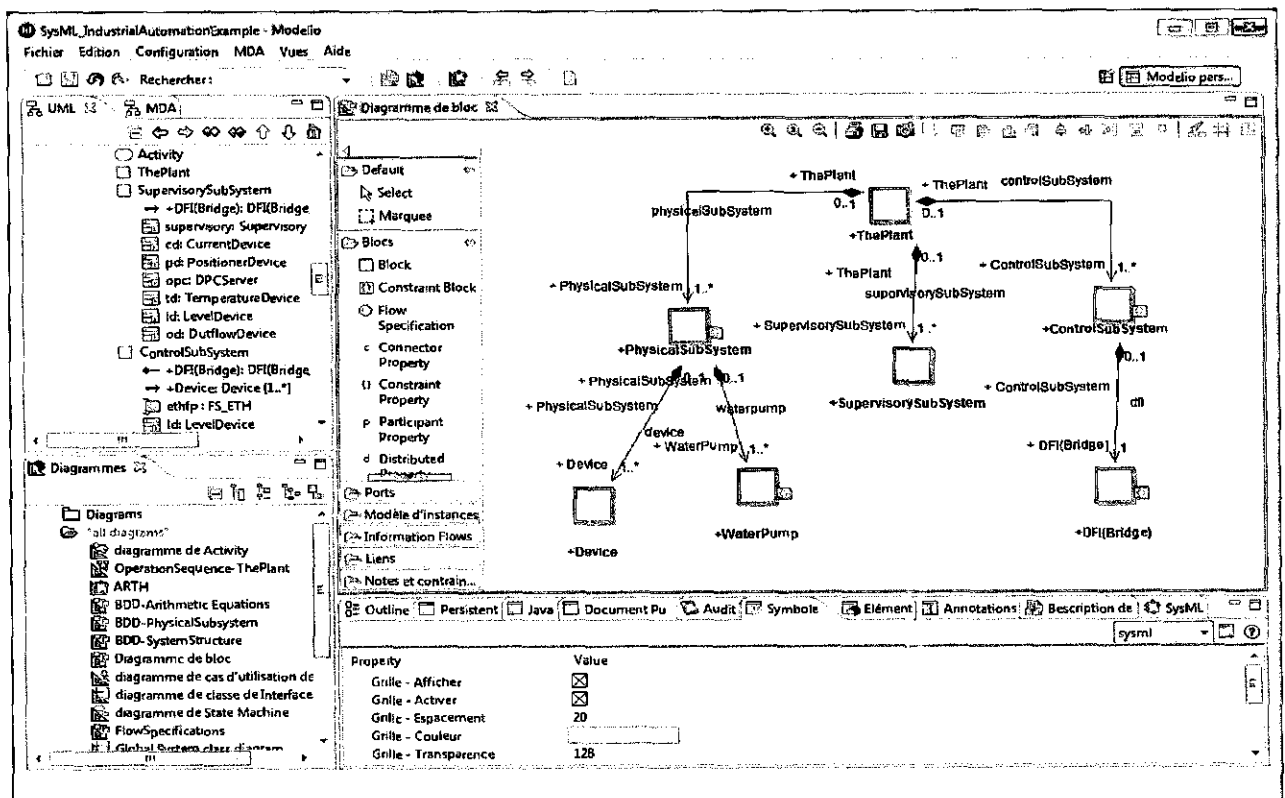 SysML_IndustrialAutomationExample - Modelio
Fichier Edition Configuration MDA Vues Aide
Rechercher:
Modelio pers...
UML
MDA
Activity
ThePlant
SupervisorySubSystem
+DFI(Bridge): DFI(Bridge
supervisory: Supervisory
cd: CurrentDevice
pd: PositionerDevice
opc: DPCServer
td: TemperatureDevice
ld: LevelDevice
od: DutflowDevice
ControlSubSystem
+DFI(Bridge): DFI(Bridge
+Device: Device [1..*]
ethfp : FS_ETH
ld: LevelDevice
Diagrammes
Diagrams
"all diagrams"
diagramme de Activity
OperationSequence-ThePlant
ARTH
BDD-Arithmetic Equations
BDD-PhysicalSubsystem
BDD-SystemStructure
Diagramme de bloc
diagramme de cas d'utilisation de
diagramme de classe de Interface
diagramme de State Machine
FlowSpecifications
Global System class diagram
Diagramme de bloc
Default
Select
Marquee
Blocs
Block
Constraint Block
Flow
Specification
c Connector
Property
{} Constraint
Property
P Participant
Property
d Distributed
Property
Ports
Modèle d'instances
Information Flows
Liens
Notes et contrain...
+ ThePlant
0..1
physicalSubSystem
+ ThePlant controlSubSystem
0..1
+ThePlant
0..1
+ ThePlant
supervisorySubSystem
+ PhysicalSubSystem 1..*
+ ControlSubSystem 1..*
+ SupervisorySubSystem 1..*
+PhysicalSubSystem
+ControlSubSystem
0..1
+ PhysicalSubSystem
0..1 0..1
+ PhysicalSubSystem
waterpump
+SupervisorySubSystem
+ ControlSubSystem
dfi
device
+ WaterPump 1..*
+ Device 1..*
+ DFI(Bridge) 1
+WaterPump
+DFI(Bridge)
+Device
Outline Persistent Java Document Pu Audit Symbole Elément Annotations Bescription de SysML
sysml
Property Value
Grille - Afficher
Grille - Activer
Grille - Espacement 20
Grille - Couleur
Grille - Transparence 128